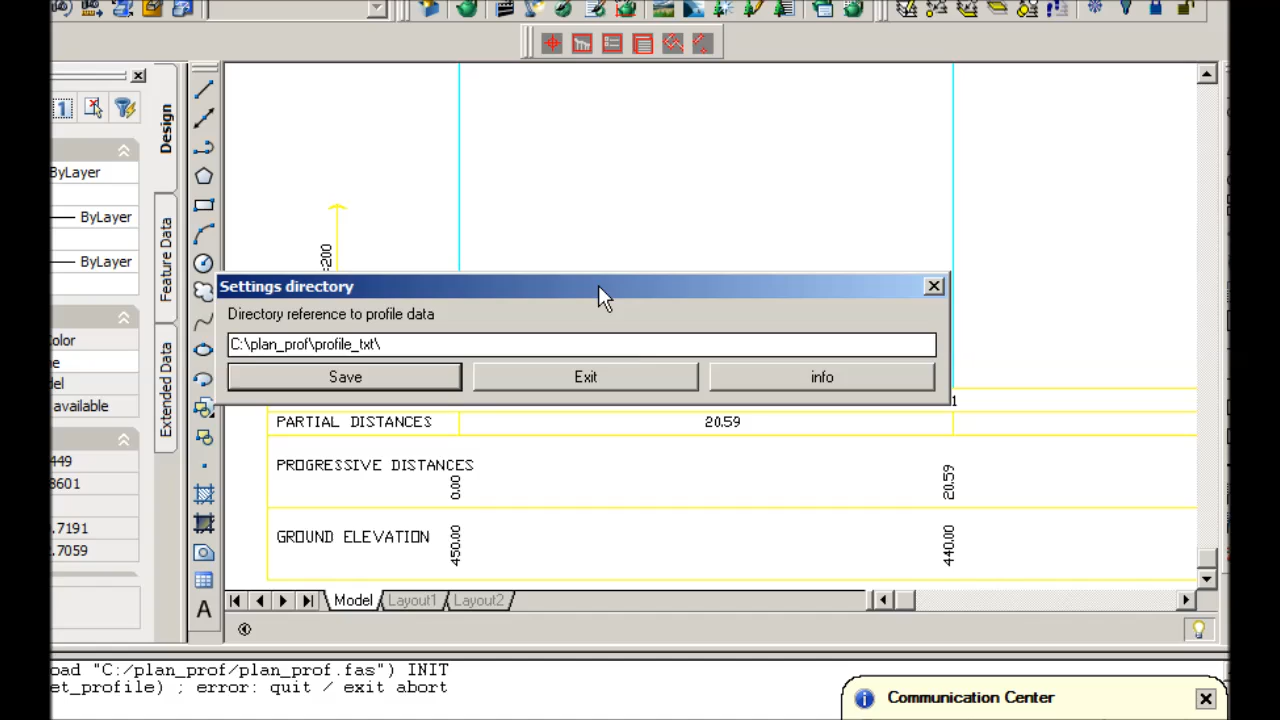 1
Design
ByLayer
ByLayer
ByLayer
Feature Data
=200
Settings directory
Directory reference to profile data
C:\plan_prof\profile_txt\
Save
Exit
info
olor
e
del
available
Extended Data
1
PARTIAL DISTANCES
20.59
449
8601
.7191
.7059
PROGRESSIVE DISTANCES
0.00
20.59
GROUND ELEVATION
450.00
440.00
A
Model
Layout1
Layout2
oad "C:/plan_prof/plan_prof.fas") INIT
et_profile) ; error: quit / exit abort
Communication Center